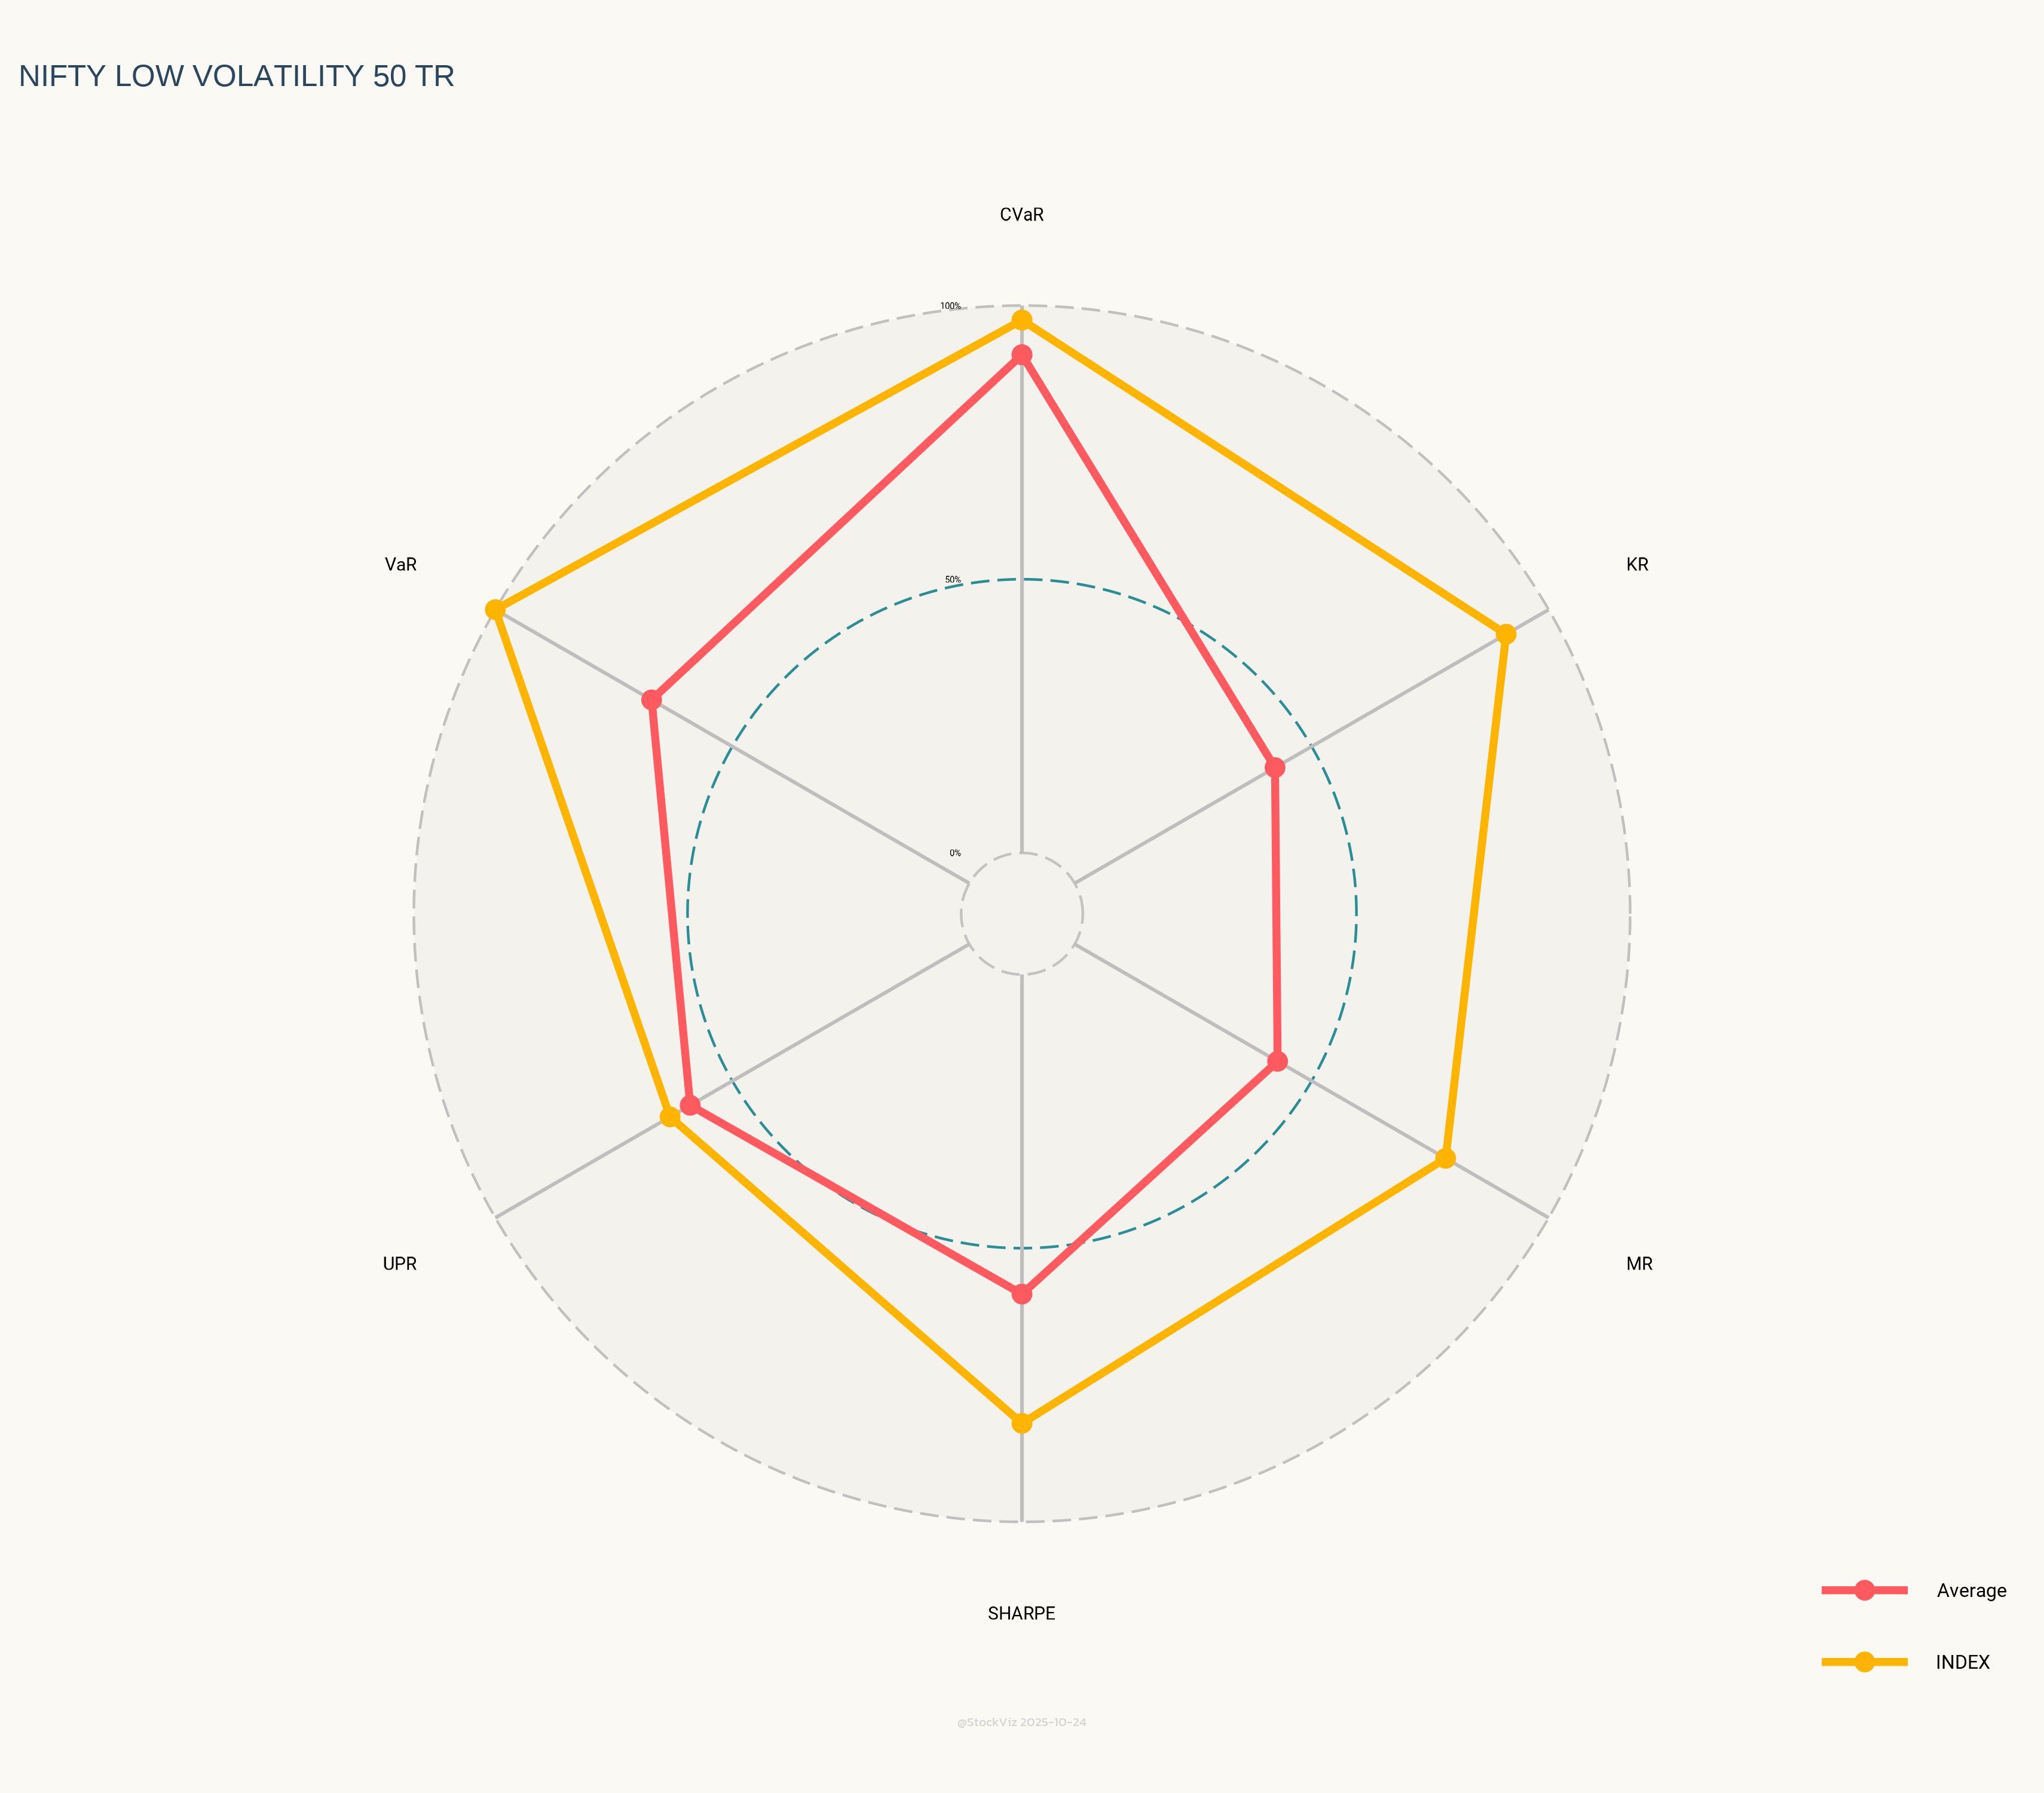 NIFTY LOW VOLATILITY 50 TR
CVaR
100%
VaR
KR
50%
0%
UPR
MR
SHARPE
Average
INDEX
@StockViz 2025-10-24